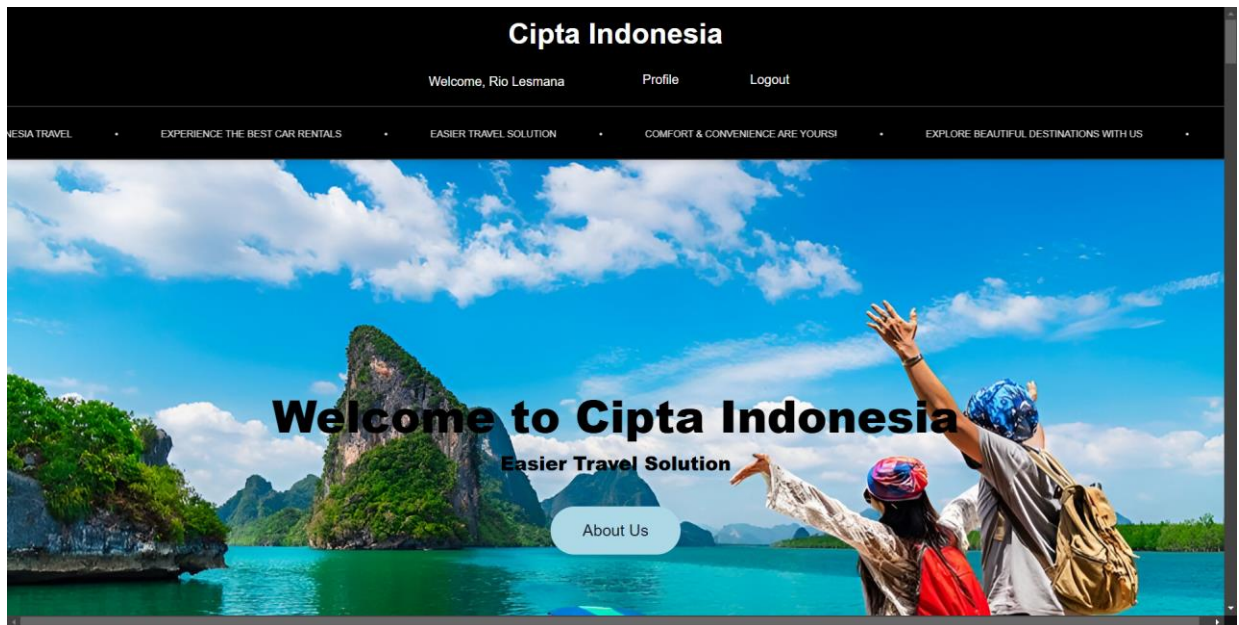 Cipta Indonesia
Welcome, Rio Lesmana Profile Logout
NESIA TRAVEL • EXPERIENCE THE BEST CAR RENTALS • EASIER TRAVEL SOLUTION • COMFORT & CONVENIENCE ARE YOURS! • EXPLORE BEAUTIFUL DESTINATIONS WITH US •
Welcome to Cipta Indonesia
Easier Travel Solution
About Us